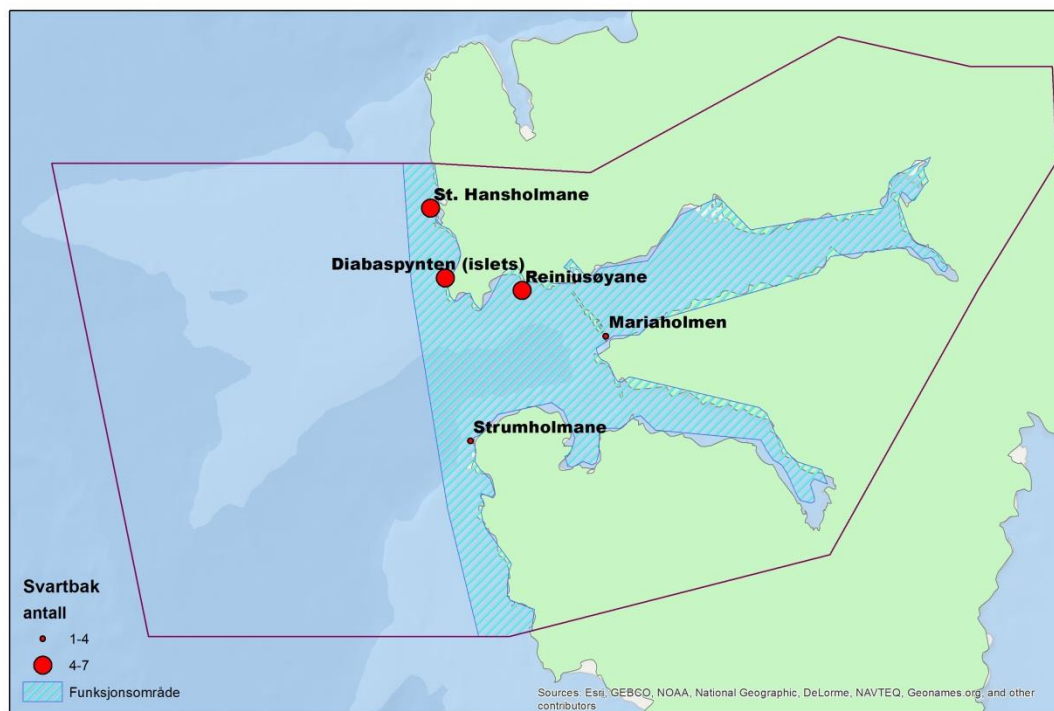 St. Hansholmane
Diabaspynten (islets)
Reiniusøyane
Mariaholmen
Strumholmane
Svartbak
antall
1-4
4-7
Funksjonsområde
Sources: Esri, GEBCO, NOAA, National Geographic, DeLorme, NAVTEQ, Geonames.org, and other
contributors